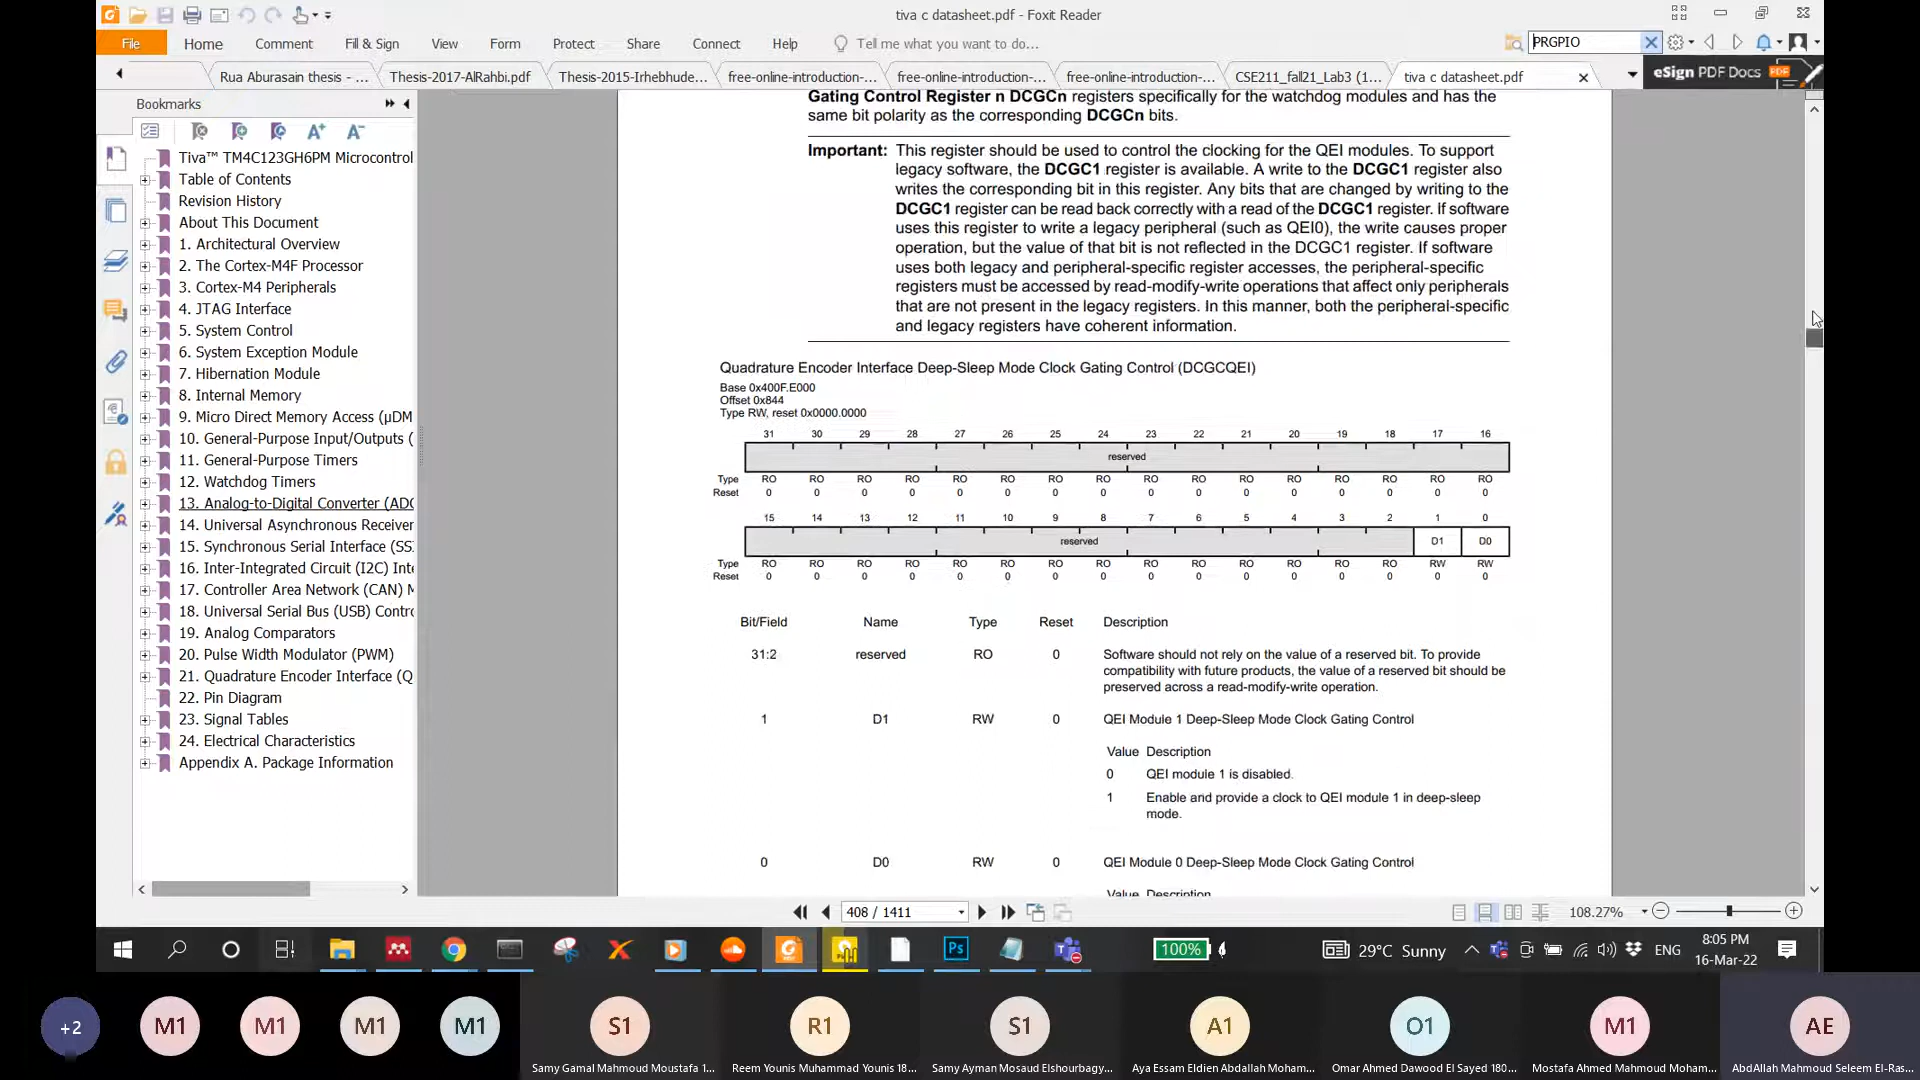 tiva c datasheet.pdf - Foxit Reader
File Home Comment Fill & Sign View Form Protect Share Connect Help Tell me what you want to do... PRGPIO
Rua Aburasain thesis - ... Thesis-2017-AlRahbi.pdf Thesis-2015-Irhebhude... free-online-introduction-... free-online-introduction-... free-online-introduction-... CSE211_fall21_Lab3 (1... tiva c datasheet.pdf eSign PDF Docs
Bookmarks
Tiva™ TM4C123GH6PM Microcontrol
Table of Contents
Revision History
About This Document
1. Architectural Overview
2. The Cortex-M4F Processor
3. Cortex-M4 Peripherals
4. JTAG Interface
5. System Control
6. System Exception Module
7. Hibernation Module
8. Internal Memory
9. Micro Direct Memory Access (µDM
10. General-Purpose Input/Outputs (
11. General-Purpose Timers
12. Watchdog Timers
13. Analog-to-Digital Converter (ADC
14. Universal Asynchronous Receiver
15. Synchronous Serial Interface (SS
16. Inter-Integrated Circuit (I2C) Inte
17. Controller Area Network (CAN) M
18. Universal Serial Bus (USB) Contro
19. Analog Comparators
20. Pulse Width Modulator (PWM)
21. Quadrature Encoder Interface (Q
22. Pin Diagram
23. Signal Tables
24. Electrical Characteristics
Appendix A. Package Information
Gating Control Register n DCGCn registers specifically for the watchdog modules and has the
same bit polarity as the corresponding DCGCn bits.
Important: This register should be used to control the clocking for the QEI modules. To support
legacy software, the DCGC1 register is available. A write to the DCGC1 register also
writes the corresponding bit in this register. Any bits that are changed by writing to the
DCGC1 register can be read back correctly with a read of the DCGC1 register. If software
uses this register to write a legacy peripheral (such as QEI0), the write causes proper
operation, but the value of that bit is not reflected in the DCGC1 register. If software
uses both legacy and peripheral-specific register accesses, the peripheral-specific
registers must be accessed by read-modify-write operations that affect only peripherals
that are not present in the legacy registers. In this manner, both the peripheral-specific
and legacy registers have coherent information.
Quadrature Encoder Interface Deep-Sleep Mode Clock Gating Control (DCGCQEI)
Base 0x400F.E000
Offset 0x844
Type RW, reset 0x0000.0000
31 30 29 28 27 26 25 24 23 22 21 20 19 18 17 16
reserved
Type RO RO RO RO RO RO RO RO RO RO RO RO RO RO RO RO
Reset 0 0 0 0 0 0 0 0 0 0 0 0 0 0 0 0
15 14 13 12 11 10 9 8 7 6 5 4 3 2 1 0
reserved D1 D0
Type RO RO RO RO RO RO RO RO RO RO RO RO RO RO RW RW
Reset 0 0 0 0 0 0 0 0 0 0 0 0 0 0 0 0
Bit/Field Name Type Reset Description
31:2 reserved RO 0 Software should not rely on the value of a reserved bit. To provide
compatibility with future products, the value of a reserved bit should be
preserved across a read-modify-write operation.
1 D1 RW 0 QEI Module 1 Deep-Sleep Mode Clock Gating Control
Value Description
0 QEI module 1 is disabled.
1 Enable and provide a clock to QEI module 1 in deep-sleep
mode.
0 D0 RW 0 QEI Module 0 Deep-Sleep Mode Clock Gating Control
Value Description
408 / 1411 108.27%
100% 29°C Sunny ENG 8:05 PM
16-Mar-22
+2 M1 M1 M1 M1 S1 R1 S1 A1 O1 M1 AE
Samy Gamal Mahmoud Moustafa 1... Reem Younis Muhammad Younis 18... Samy Ayman Mosaud Elshourbagy... Aya Essam Eldien Abdallah Moham... Omar Ahmed Dawood El Sayed 180... Mostafa Ahmed Mahmoud Moham... AbdAllah Mahmoud Seleem El-Ras...